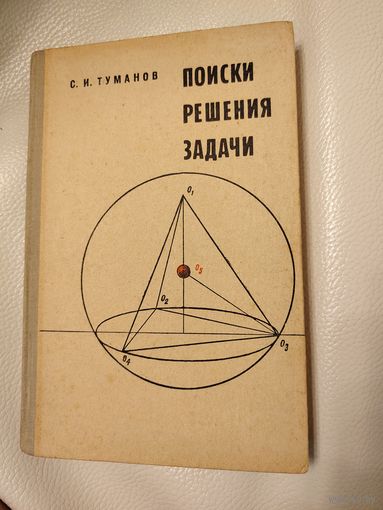 С. И. ТУМАНОВ
ПОИСКИ
РЕШЕНИЯ
ЗАДАЧИ
O1
O5
O2
O3
O4